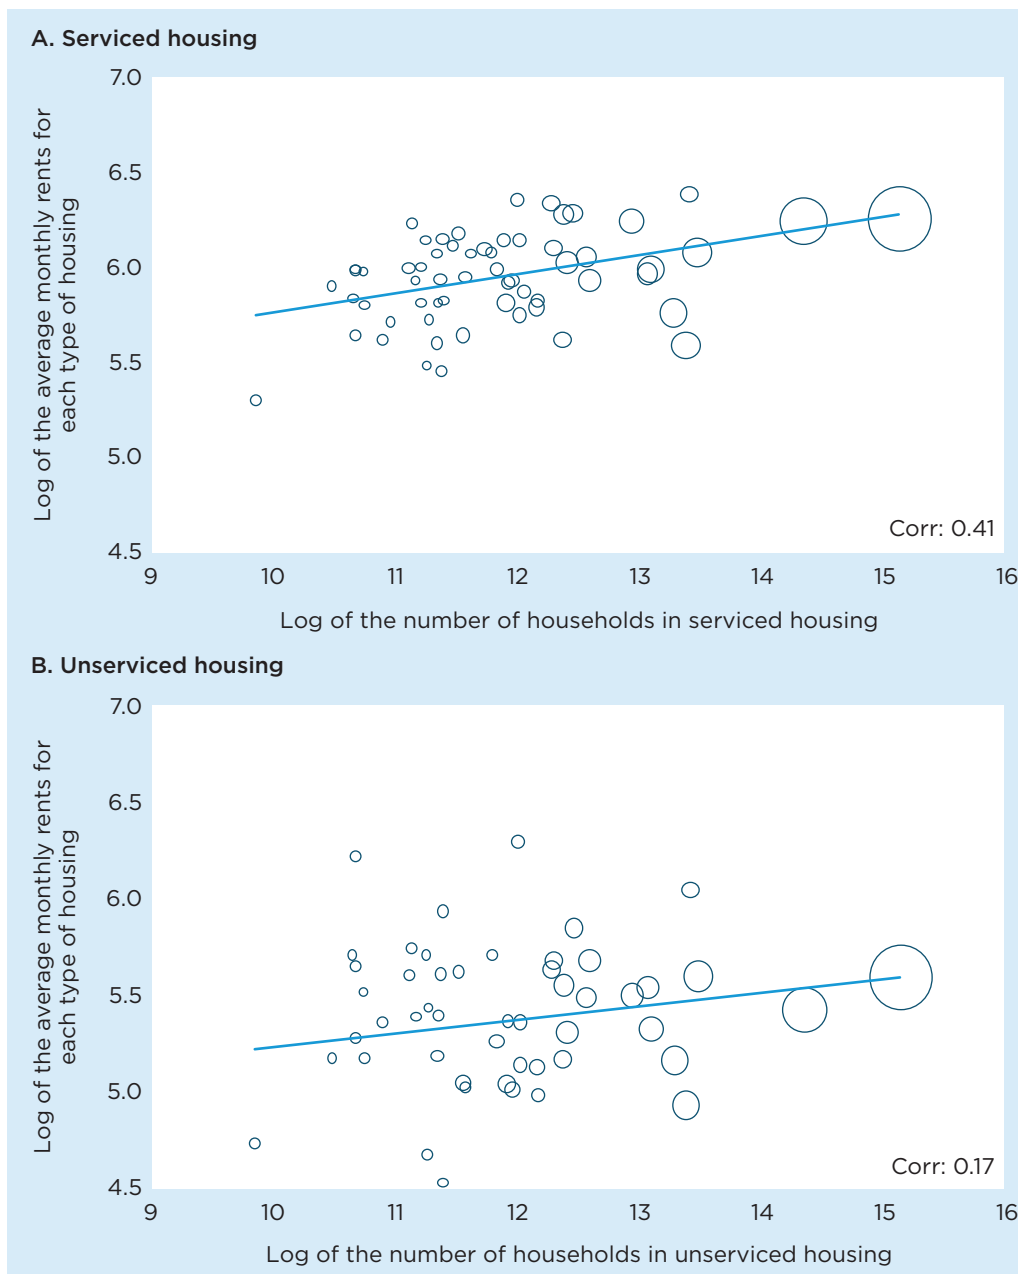 A. Serviced housing
Log of the average monthly rents for
each type of housing
7.0
6.5
6.0
5.5
5.0
4.5
Corr: 0.41
9 10 11 12 13 14 15 16
Log of the number of households in serviced housing
B. Unserviced housing
Log of the average monthly rents for
each type of housing
7.0
6.5
6.0
5.5
5.0
4.5
Corr: 0.17
9 10 11 12 13 14 15 16
Log of the number of households in unserviced housing